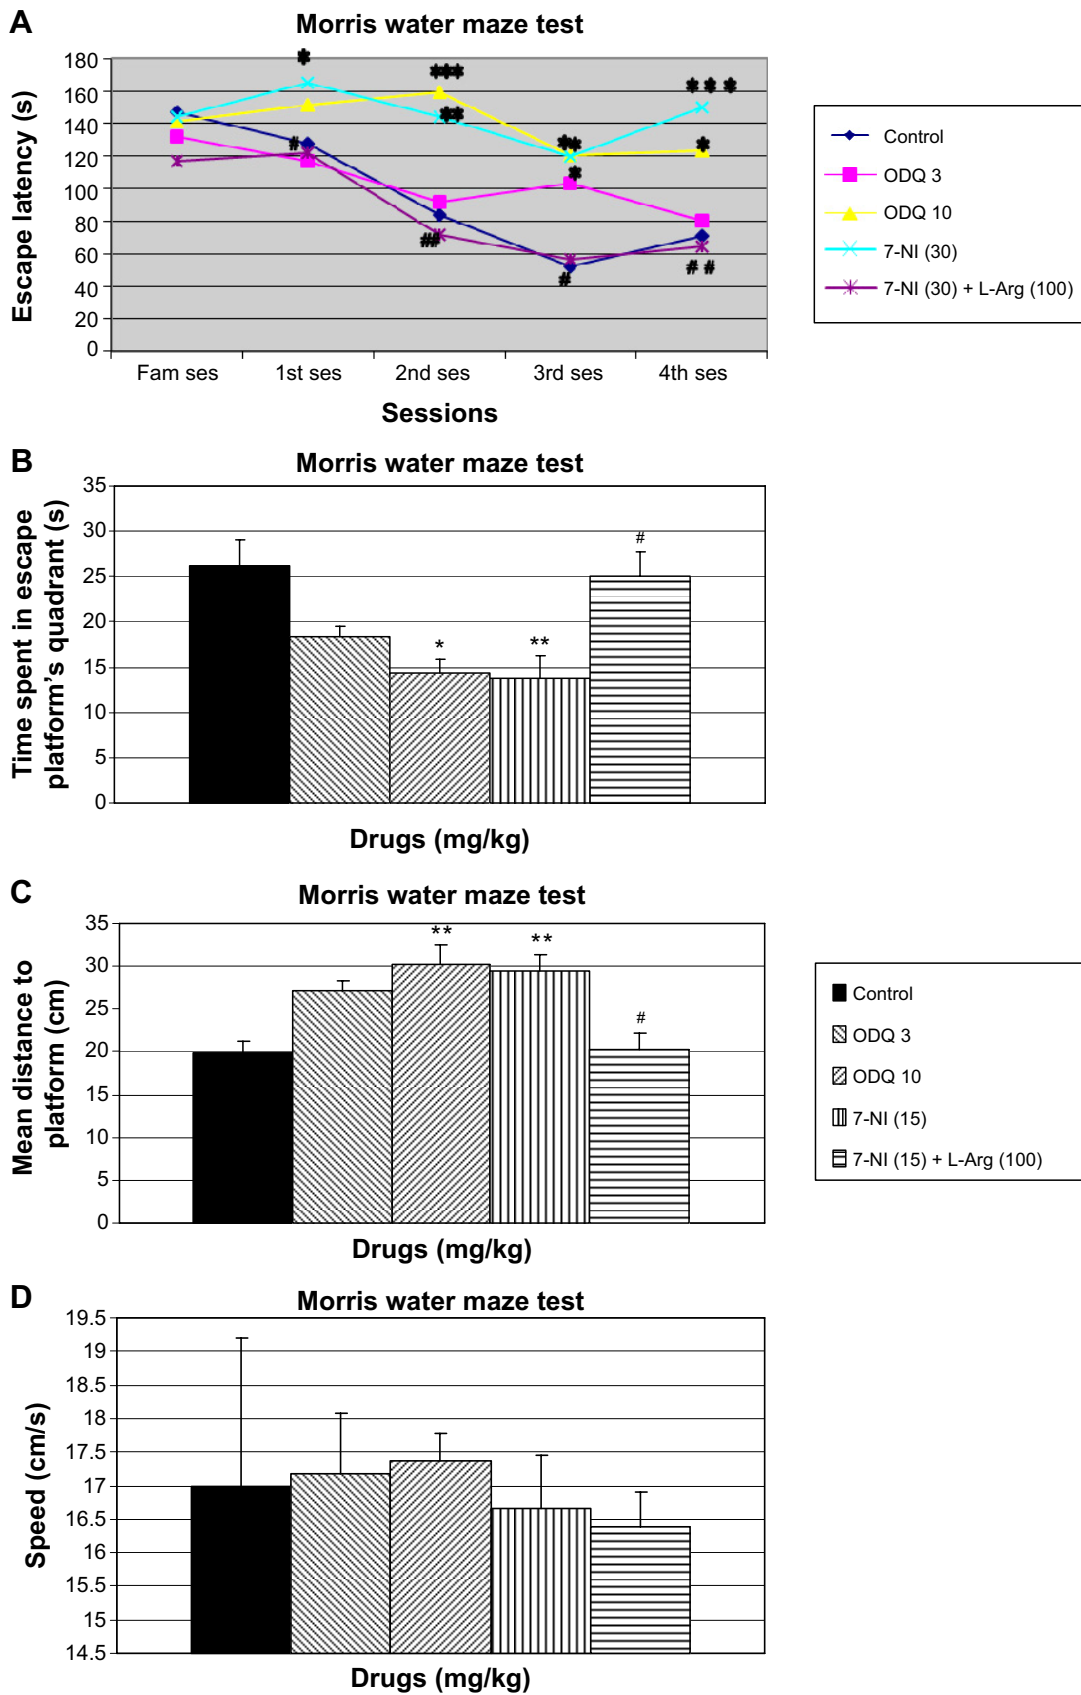 A
Morris water maze test
Escape latency (s)
180
160
140
120
100
80
60
40
20
0
*
***
**
* * *
#
**
*
*
##
#
# #
Fam ses 1st ses 2nd ses 3rd ses 4th ses
Sessions
Control
ODQ 3
ODQ 10
7-NI (30)
7-NI (30) + L-Arg (100)
B
Morris water maze test
Time spent in escape
platform's quadrant (s)
35
30
25
20
15
10
5
0
*
**
#
Drugs (mg/kg)
C
Morris water maze test
Mean distance to
platform (cm)
35
30
25
20
15
10
5
0
**
**
#
Drugs (mg/kg)
Control
ODQ 3
ODQ 10
7-NI (15)
7-NI (15) + L-Arg (100)
D
Morris water maze test
Speed (cm/s)
19.5
19
18.5
18
17.5
17
16.5
16
15.5
15
14.5
Drugs (mg/kg)